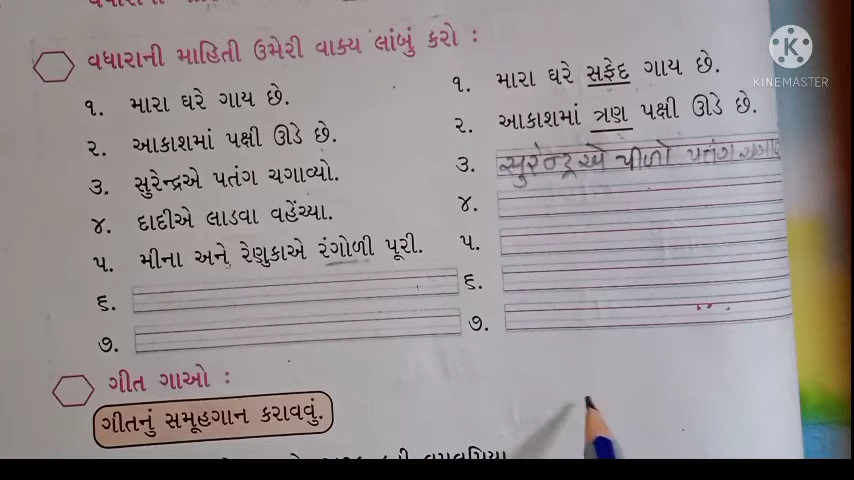 વધારાની માહિતી ઉમેરી વાક્ય લાંબું કરો :
૧. મારા ઘરે ગાય છે.
૨. આકાશમાં પક્ષી ઊડે છે.
૩. સુરેન્દ્રએ પતંગ ચગાવ્યો.
૪. દાદીએ લાડવા વહેંચ્યા.
૫. મીના અને રેણુકાએ રંગોળી પૂરી.
૬.
૭.
૧. મારા ઘરે સફેદ ગાય છે.
૨. આકાશમાં ત્રણ પક્ષી ઊડે છે.
૩. સુરેન્દ્રએ પીળો પતંગ
૪.
૫.
૬.
૭.
ગીત ગાઓ :
ગીતનું સમૂહગાન કરાવવું.
K
KINEMASTER